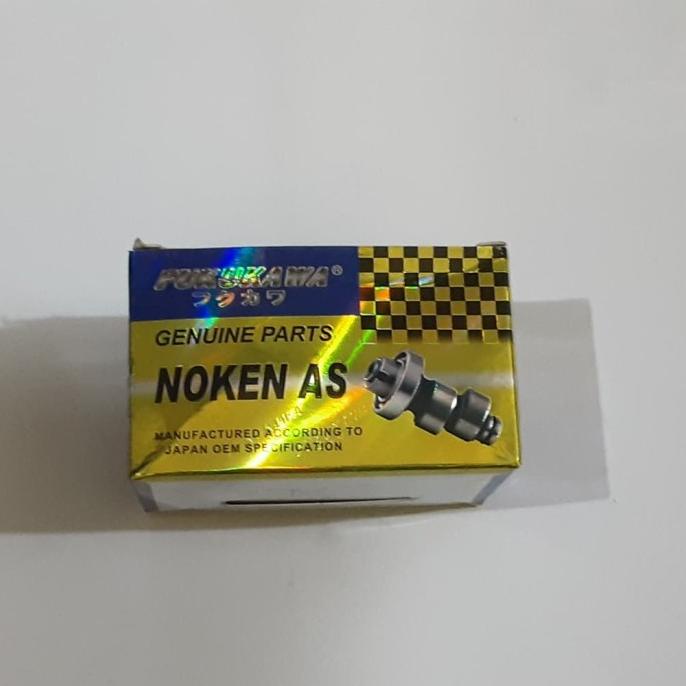 FUKUKAWA®
フクカワ
GENUINE PARTS
NOKEN AS
MANUFACTURED ACCORDING TO
JAPAN OEM SPECIFICATION